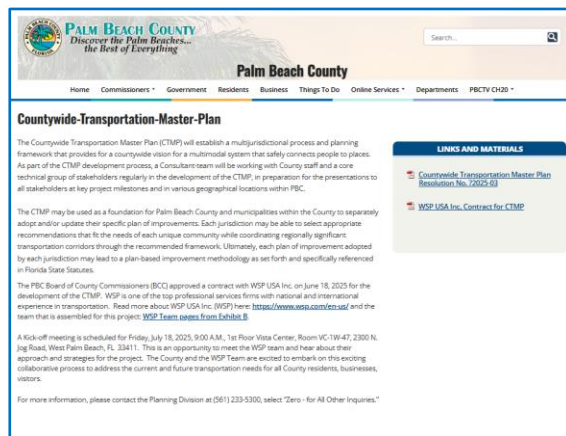 PALM BEACH COUNTY
Discover the Palm Beaches...
the Best of Everything
Search...
Palm Beach County
Home Commissioners Government Residents Business Things To Do Online Services Departments PBCTV CH20
Countywide-Transportation-Master-Plan
The Countywide Transportation Master Plan (CTMP) will establish a multijurisdictional process and planning
framework that provides for a countywide vision for a multimodal system that safely connects people to places.
As part of the CTMP development process, a Consultant-team will be working with County staff and a core
technical group of stakeholders regularly in the development of the CTMP, in preparation for the presentations to
all stakeholders at key project milestones and in various geographical locations within PBC.
The CTMP may be used as a foundation for Palm Beach County and municipalities within the County to separately
adopt and/or update their specific plan of improvements. Each jurisdiction may be able to select appropriate
recommendations that fit the needs of each unique community while coordinating regionally significant
transportation corridors through the recommended framework. Ultimately, each plan of improvement adopted
by each jurisdiction may lead to a plan-based improvement methodology as set forth and specifically referenced
in Florida State Statutes.
The PBC Board of County Commissioners (BCC) approved a contract with WSP USA Inc. on June 18, 2025 for
the development of the CTMP. WSP is one of the top professional services firms with national and international
experience in transportation. Read more about WSP USA Inc. (WSP) here: https://www.wsp.com/en-us/ and the
team that is assembled for this project: WSP Team pages from Exhibit B.
A Kick-off meeting is scheduled for Friday, July 18, 2025, 9:00 A.M., 1st Floor Vista Center, Room VC-1W-47, 2300 N.
Jog Road, West Palm Beach, FL 33411. This is an opportunity to meet the WSP team and hear about their
approach and strategies for the project. The County and the WSP Team are excited to embark on this exciting
collaborative process to address the current and future transportation needs for all County residents, businesses,
visitors.
For more information, please contact the Planning Division at (561) 233-5300, select "Zero - for All Other Inquiries."
LINKS AND MATERIALS
Countywide Transportation Master Plan
Resolution No. ?2025-03
WSP USA Inc. Contract for CTMP